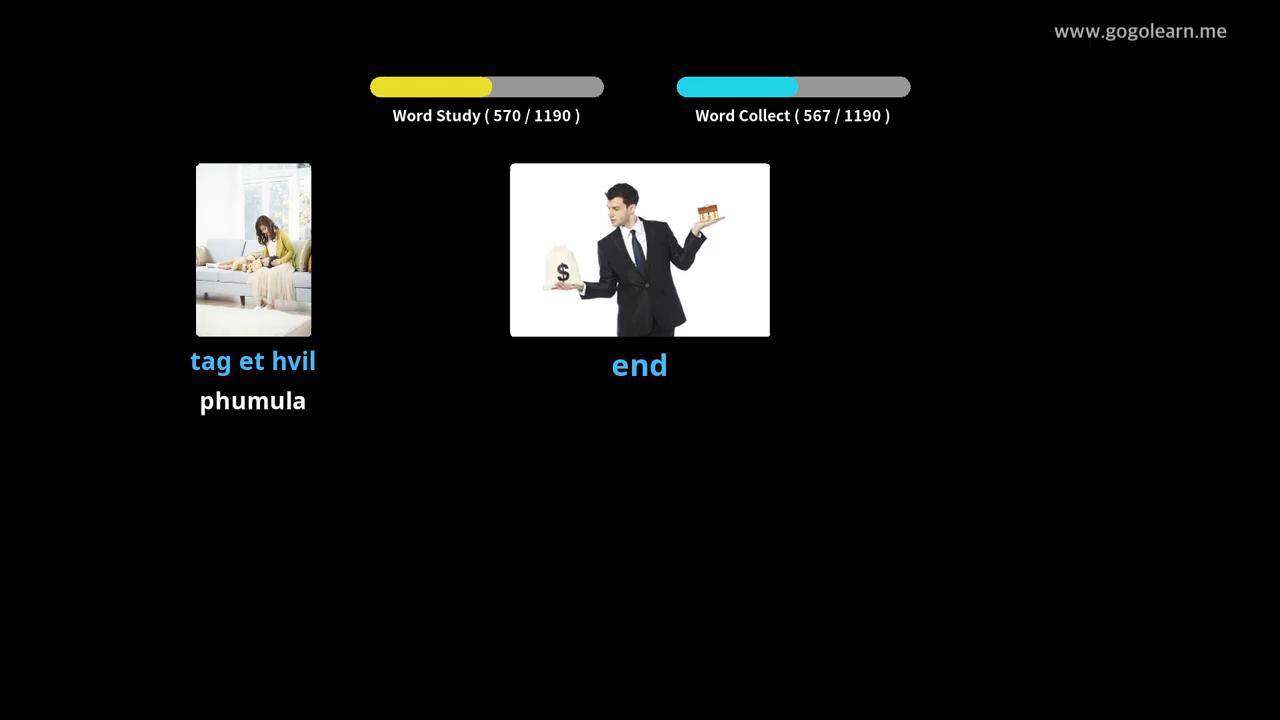 www.gogolearn.me
Word Study ( 570 / 1190 )
Word Collect ( 567 / 1190 )
$
tag et hvil
phumula
end